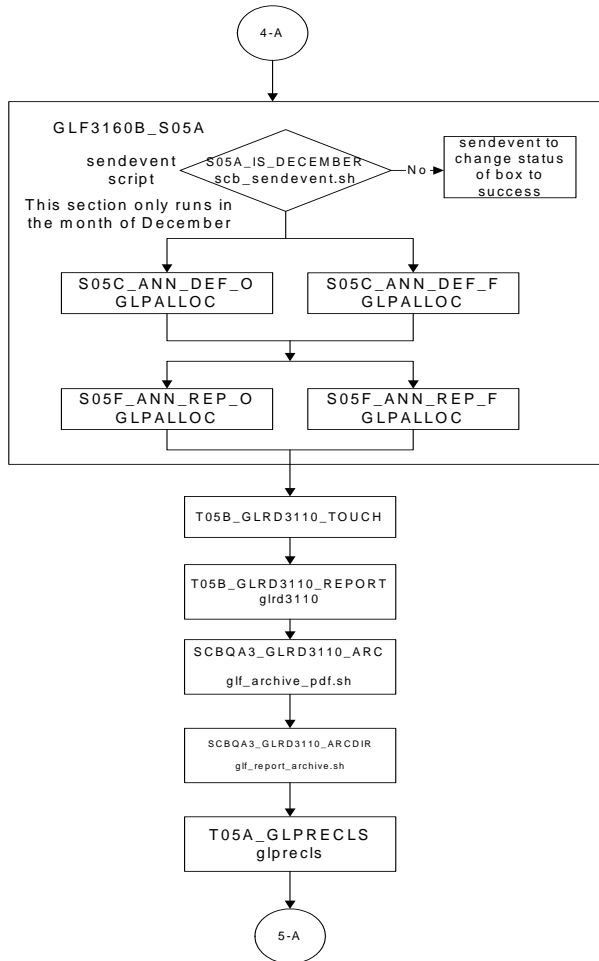 4-A
GLF3160B_S05A
sendevent
script
S05A_IS_DECEMBER
scb_sendevent.sh
No
sendevent to
change status
of box to
success
This section only runs in
the month of December
S05C_ANN_DEF_O
GLPALLOC
S05C_ANN_DEF_F
GLPALLOC
S05F_ANN_REP_O
GLPALLOC
S05F_ANN_REP_F
GLPALLOC
T05B_GLRD3110_TOUCH
T05B_GLRD3110_REPORT
glrd3110
SCBQA3_GLRD3110_ARC
glf_archive_pdf.sh
SCBQA3_GLRD3110_ARCDIR
glf_report_archive.sh
T05A_GLPRECLS
glprecls
5-A